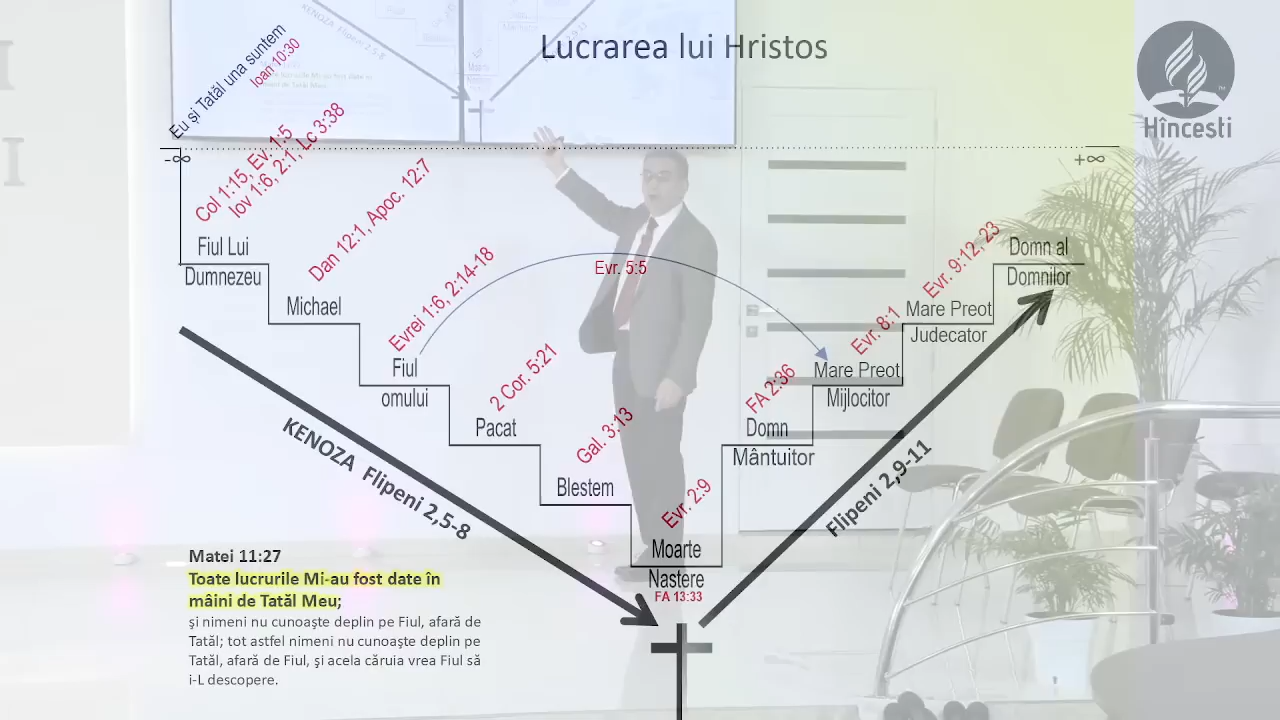 Lucrarea lui Hristos
Hîncesti
Eu și Tatăl una suntem
Ioan 10:30
KENOZA Flipeni 2,5-8
-∞
+∞
Col 1:15, Ev. 1:5
Iov 1:6, 2:1, Lc 3:38
Fiul Lui
Dumnezeu
Dan 12:1, Apoc. 12:7
Michael
Evrei 1:6, 2:14-18
Fiul
omului
Evr. 5:5
2 Cor. 5:21
Pacat
Gal. 3:13
Blestem
Evr. 2:9
Moarte
Nastere
FA 13:33
FA 2:36
Domn
Mântuitor
Evr. 8:1
Mare Preot
Mijlocitor
Evr. 9:12, 23
Mare Preot
Judecator
Domn al
Domnilor
KENOZA Flipeni 2,5-8
Flipeni 2,9-11
Matei 11:27
Toate lucrurile Mi-au fost date în
mâini de Tatăl Meu;
şi nimeni nu cunoaşte deplin pe Fiul, afară de
Tatăl; tot astfel nimeni nu cunoaşte deplin pe
Tatăl, afară de Fiul, şi acela căruia vrea Fiul să
i-L descopere.